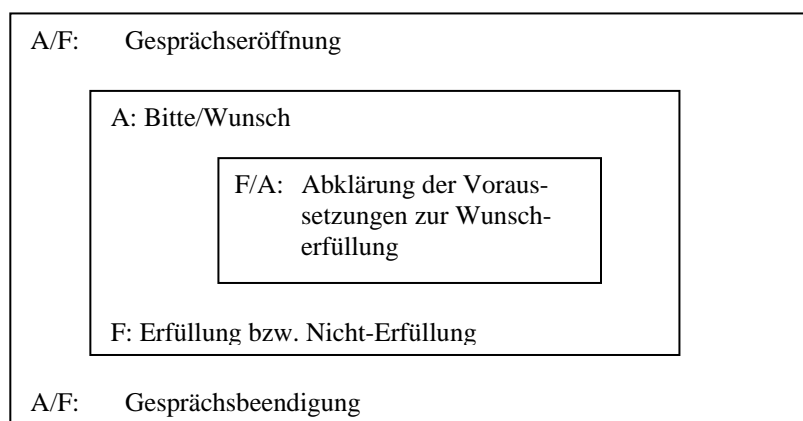 A/F: Gesprächseröffnung
A: Bitte/Wunsch
F/A: Abklärung der Voraus-
setzungen zur Wunsch-
erfüllung
F: Erfüllung bzw. Nicht-Erfüllung
A/F: Gesprächsbeendigung